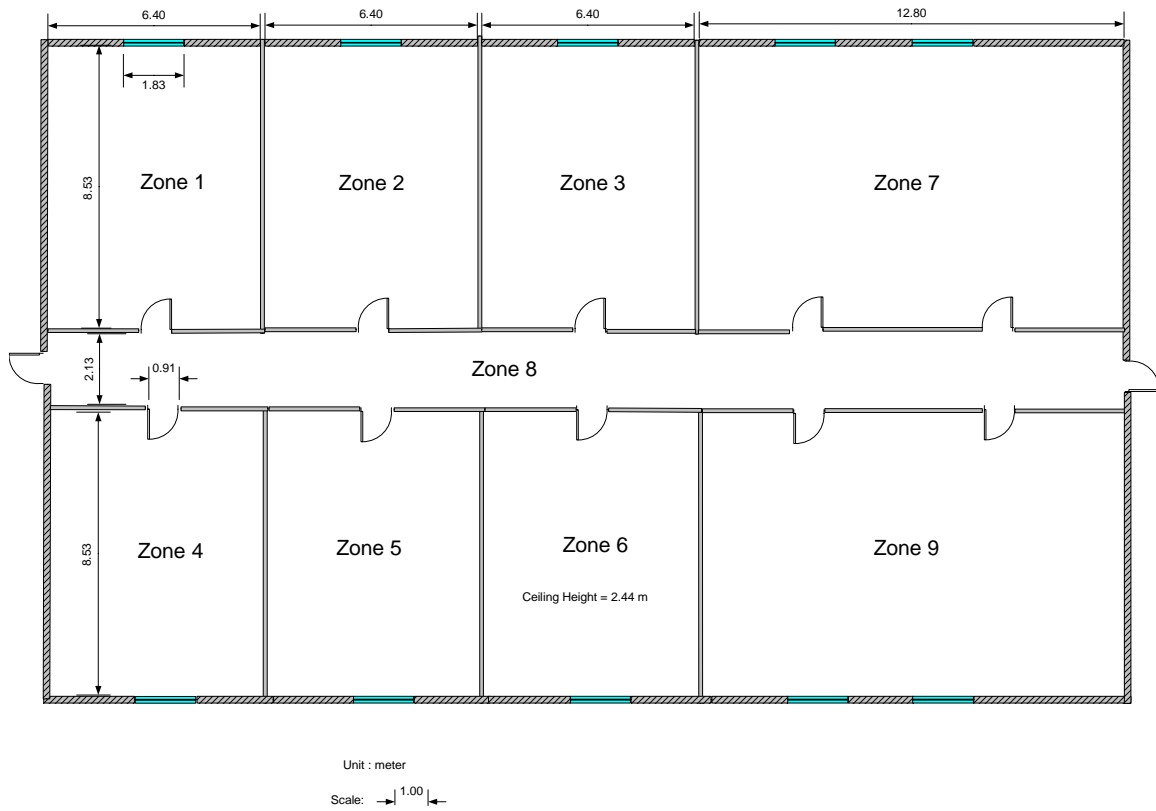 6.40
6.40
6.40
12.80
1.83
8.53
Zone 1
Zone 2
Zone 3
Zone 7
2.13
0.91
Zone 8
8.53
Zone 4
Zone 5
Zone 6
Zone 9
Ceiling Height = 2.44 m
Unit : meter
Scale:
1.00